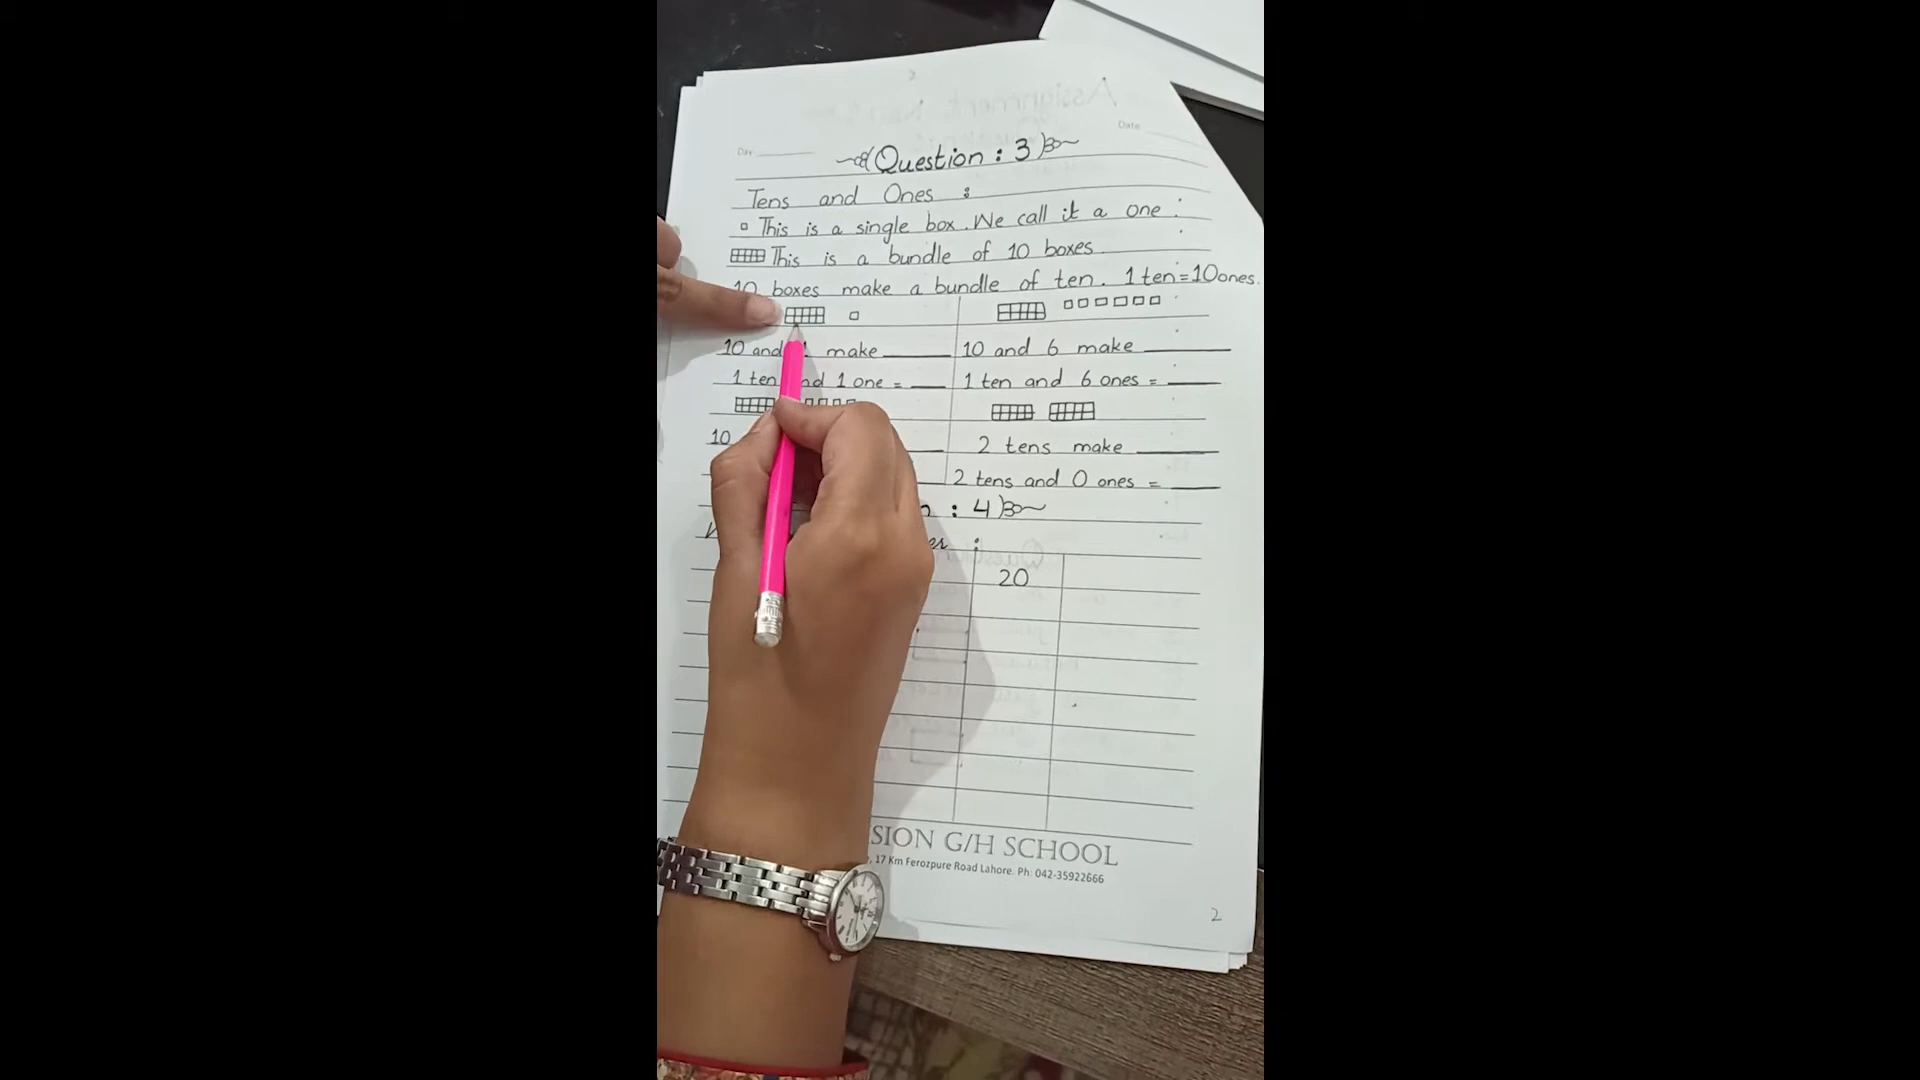 Day
Date
Question : 3
Tens and Ones :
This is a single box. We call it a one .
This is a bundle of 10 boxes.
10 boxes make a bundle of ten. 1 ten = 10 ones.
10 and 1 make
10 and 6 make
1 ten and 1 one =
1 ten and 6 ones =
10
2 tens make
2 tens and 0 ones =
: 4
20
SION G/H SCHOOL
, 17 Km Ferozpure Road Lahore. Ph: 042-35922666
2